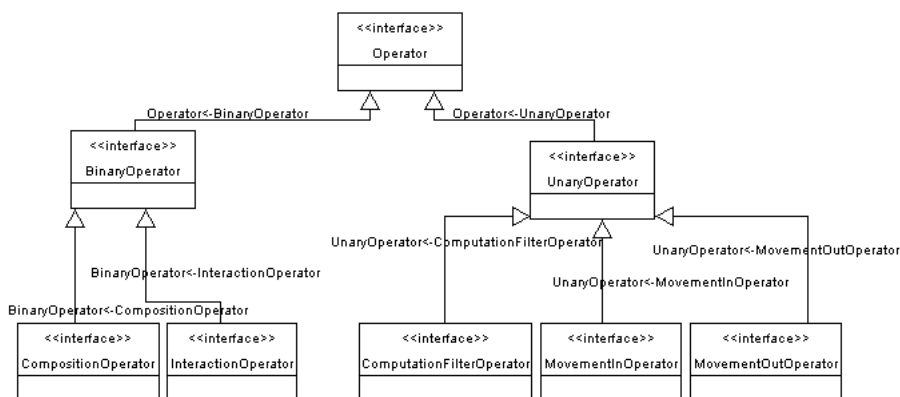 <<interface>>
Operator
Operator<-BinaryOperator
Operator<-UnaryOperator
<<interface>>
BinaryOperator
<<interface>>
UnaryOperator
UnaryOperator<-ComputationFilterOperator
UnaryOperator<-MovementOutOperator
BinaryOperator<-InteractionOperator
UnaryOperator<-MovementInOperator
BinaryOperator<-CompositionOperator
<<interface>>
CompositionOperator
<<interface>>
InteractionOperator
<<interface>>
ComputationFilterOperator
<<interface>>
MovementInOperator
<<interface>>
MovementOutOperator